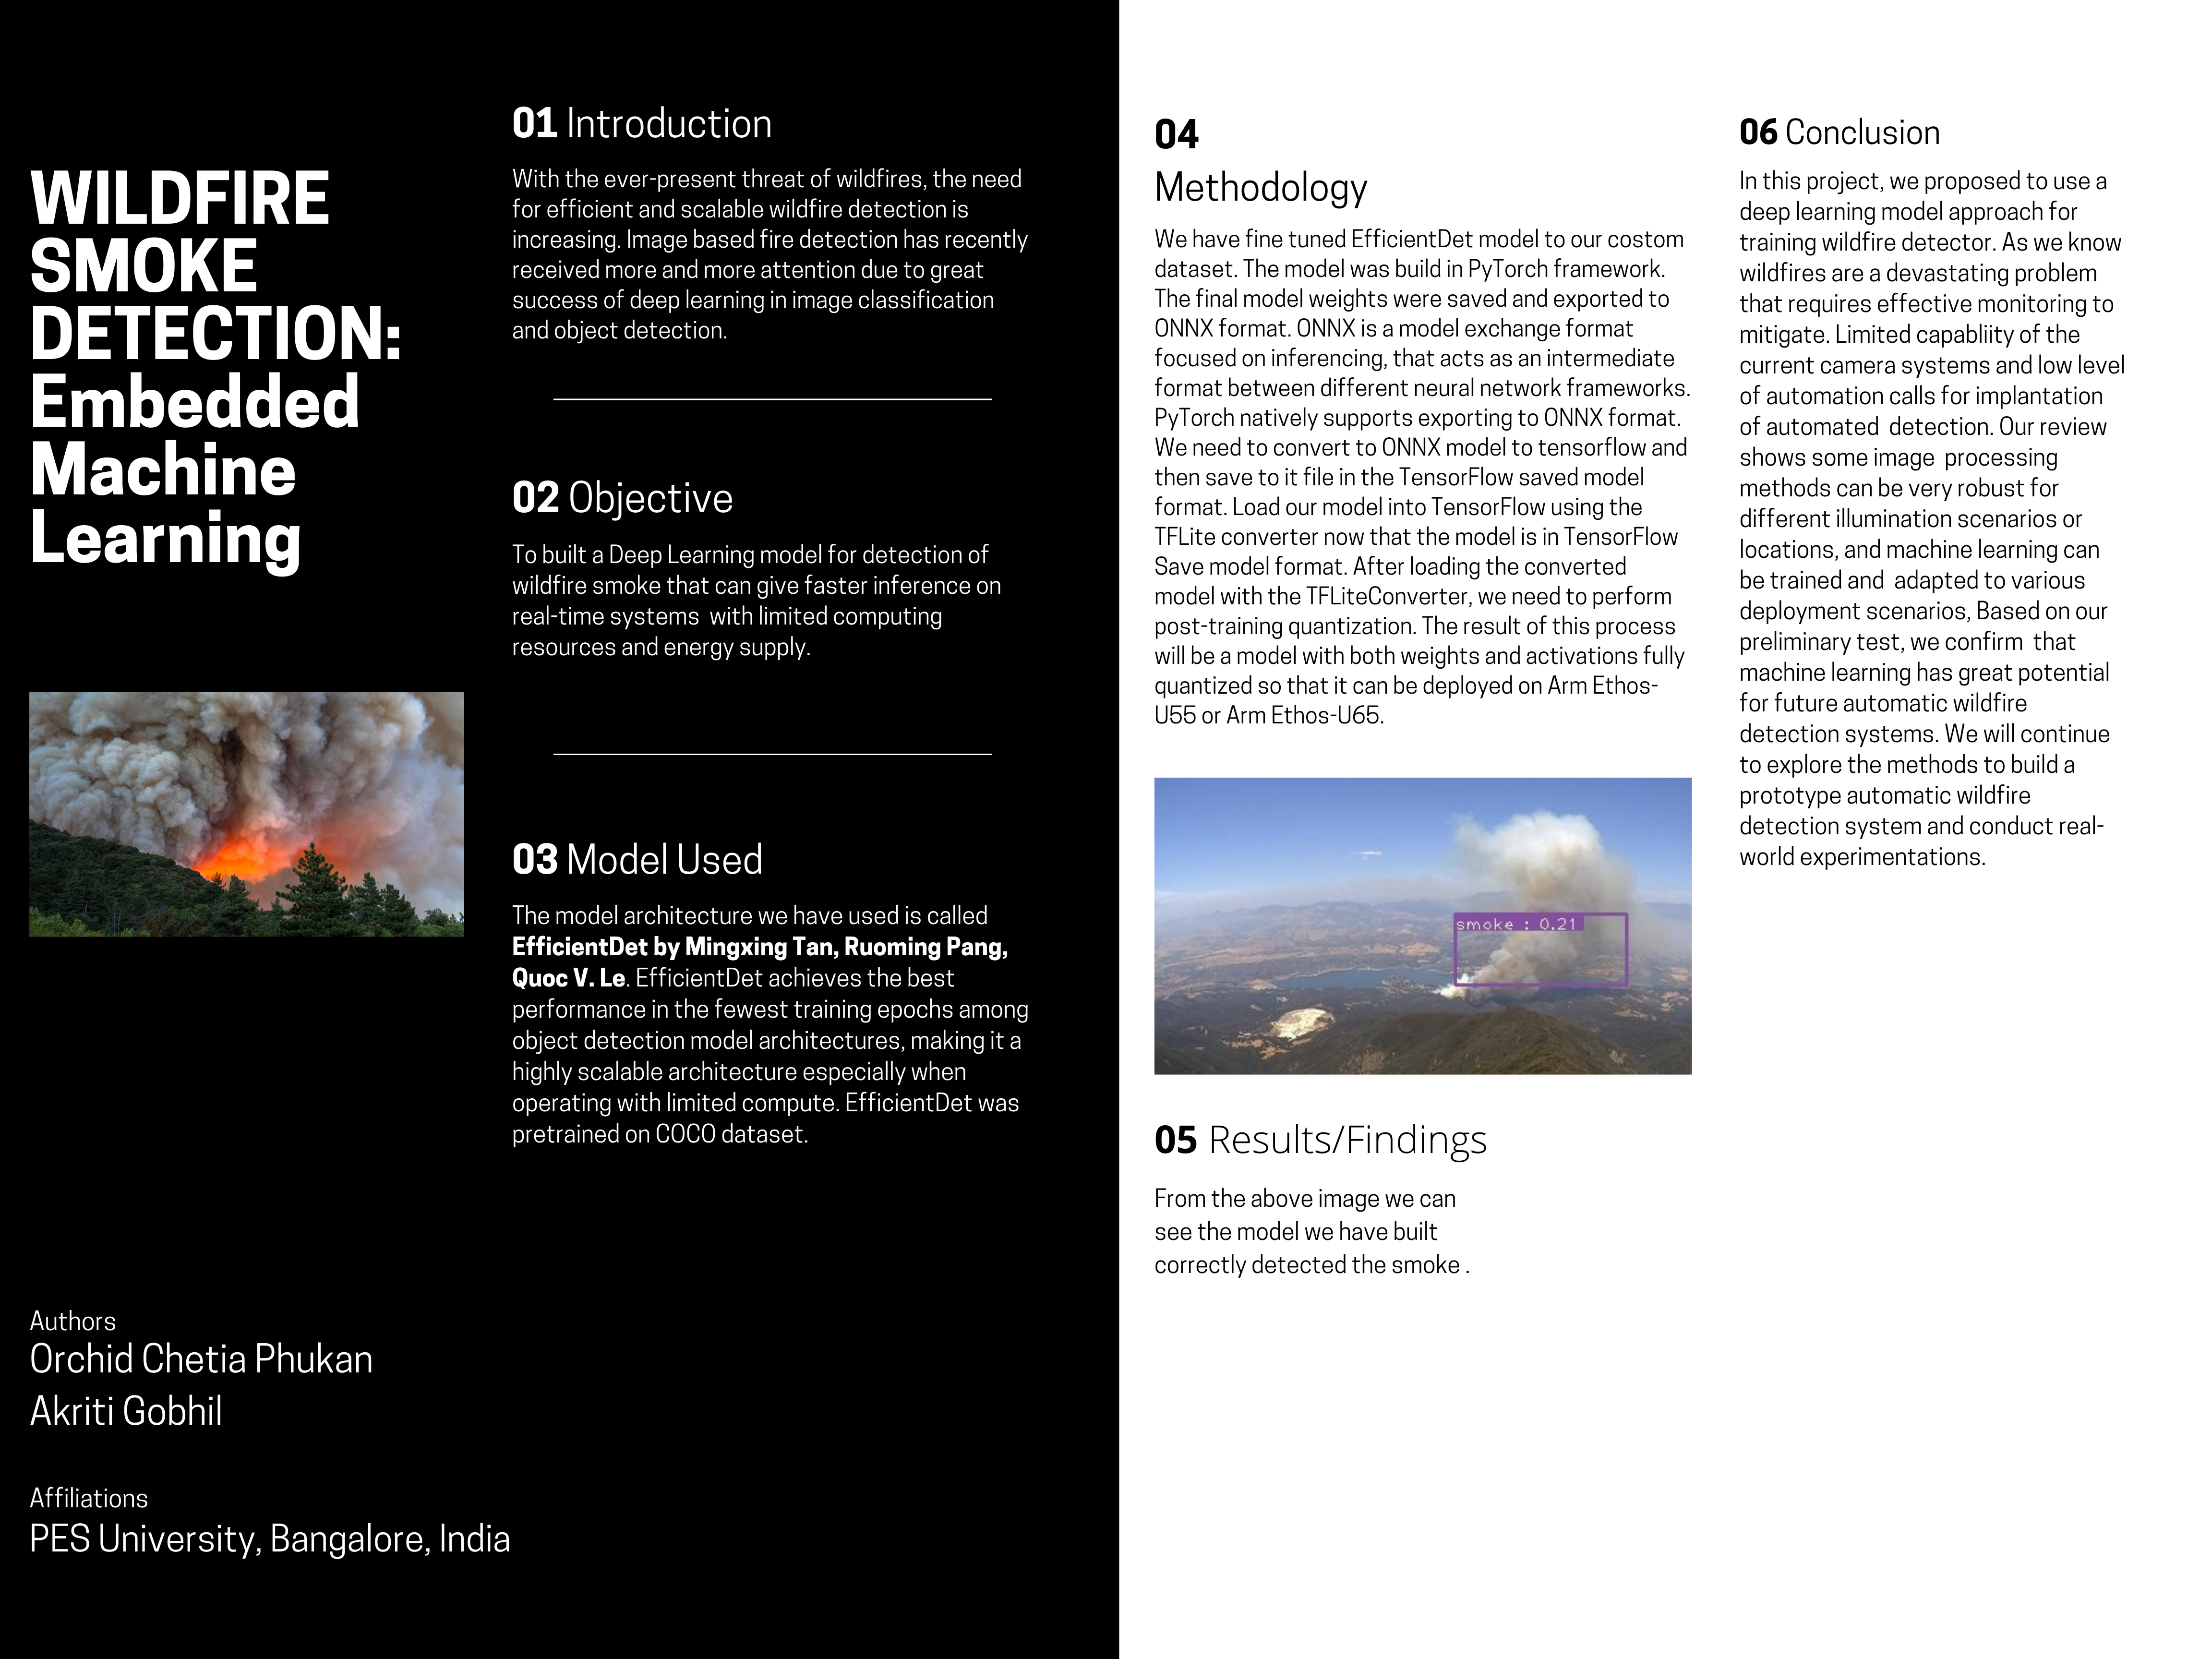 WILDFIRE
SMOKE
DETECTION:
Embedded
Machine
Learning
Authors
Orchid Chetia Phukan
Akriti Gobhil
Affiliations
PES University, Bangalore, India
01 Introduction
With the ever-present threat of wildfires, the need
for efficient and scalable wildfire detection is
increasing. Image based fire detection has recently
received more and more attention due to great
success of deep learning in image classification
and object detection.
02 Objective
To built a Deep Learning model for detection of
wildfire smoke that can give faster inference on
real-time systems  with limited computing
resources and energy supply.
03 Model Used
The model architecture we have used is called
EfficientDet by Mingxing Tan, Ruoming Pang,
Quoc V. Le. EfficientDet achieves the best
performance in the fewest training epochs among
object detection model architectures, making it a
highly scalable architecture especially when
operating with limited compute. EfficientDet was
pretrained on COCO dataset.
04
Methodology
We have fine tuned EfficientDet model to our costom
dataset. The model was build in PyTorch framework.
The final model weights were saved and exported to
ONNX format. ONNX is a model exchange format
focused on inferencing, that acts as an intermediate
format between different neural network frameworks.
PyTorch natively supports exporting to ONNX format.
We need to convert to ONNX model to tensorflow and
then save to it file in the TensorFlow saved model
format. Load our model into TensorFlow using the
TFLite converter now that the model is in TensorFlow
Save model format. After loading the converted
model with the TFLiteConverter, we need to perform
post-training quantization. The result of this process
will be a model with both weights and activations fully
quantized so that it can be deployed on Arm Ethos-
U55 or Arm Ethos-U65.
smoke : 0.21
05 Results/Findings
From the above image we can
see the model we have built
correctly detected the smoke .
06 Conclusion
In this project, we proposed to use a
deep learning model approach for
training wildfire detector. As we know
wildfires are a devastating problem
that requires effective monitoring to
mitigate. Limited capabliity of the
current camera systems and low level
of automation calls for implantation
of automated  detection. Our review
shows some image  processing
methods can be very robust for
different illumination scenarios or
locations, and machine learning can
be trained and  adapted to various
deployment scenarios, Based on our
preliminary test, we confirm  that
machine learning has great potential
for future automatic wildfire
detection systems. We will continue
to explore the methods to build a
prototype automatic wildfire
detection system and conduct real-
world experimentations.